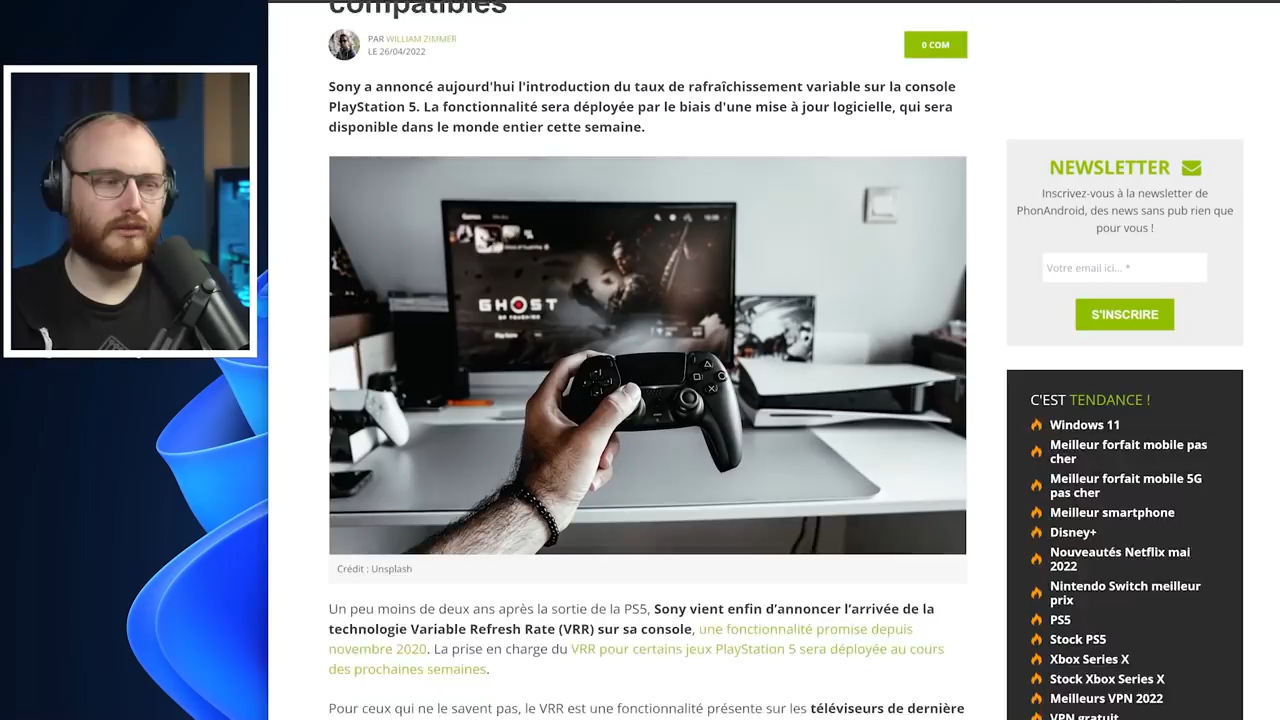 compatibles
PAR WILLIAM ZIMMER
LE 26/04/2022
0 COM
Sony a annoncé aujourd'hui l'introduction du taux de rafraîchissement variable sur la console
PlayStation 5. La fonctionnalité sera déployée par le biais d'une mise à jour logicielle, qui sera
disponible dans le monde entier cette semaine.
GHOST
Crédit : Unsplash
Un peu moins de deux ans après la sortie de la PS5, Sony vient enfin d’annoncer l’arrivée de la
technologie Variable Refresh Rate (VRR) sur sa console, une fonctionnalité promise depuis
novembre 2020. La prise en charge du VRR pour certains jeux PlayStation 5 sera déployée au cours
des prochaines semaines.
Pour ceux qui ne le savent pas, le VRR est une fonctionnalité présente sur les téléviseurs de dernière
NEWSLETTER
Inscrivez-vous à la newsletter de
PhonAndroid, des news sans pub rien que
pour vous !
Votre email ici... *
S'INSCRIRE
C'EST TENDANCE !
Windows 11
Meilleur forfait mobile pas
cher
Meilleur forfait mobile 5G
pas cher
Meilleur smartphone
Disney+
Nouveautés Netflix mai
2022
Nintendo Switch meilleur
prix
PS5
Stock PS5
Xbox Series X
Stock Xbox Series X
Meilleurs VPN 2022
VPN gratuit